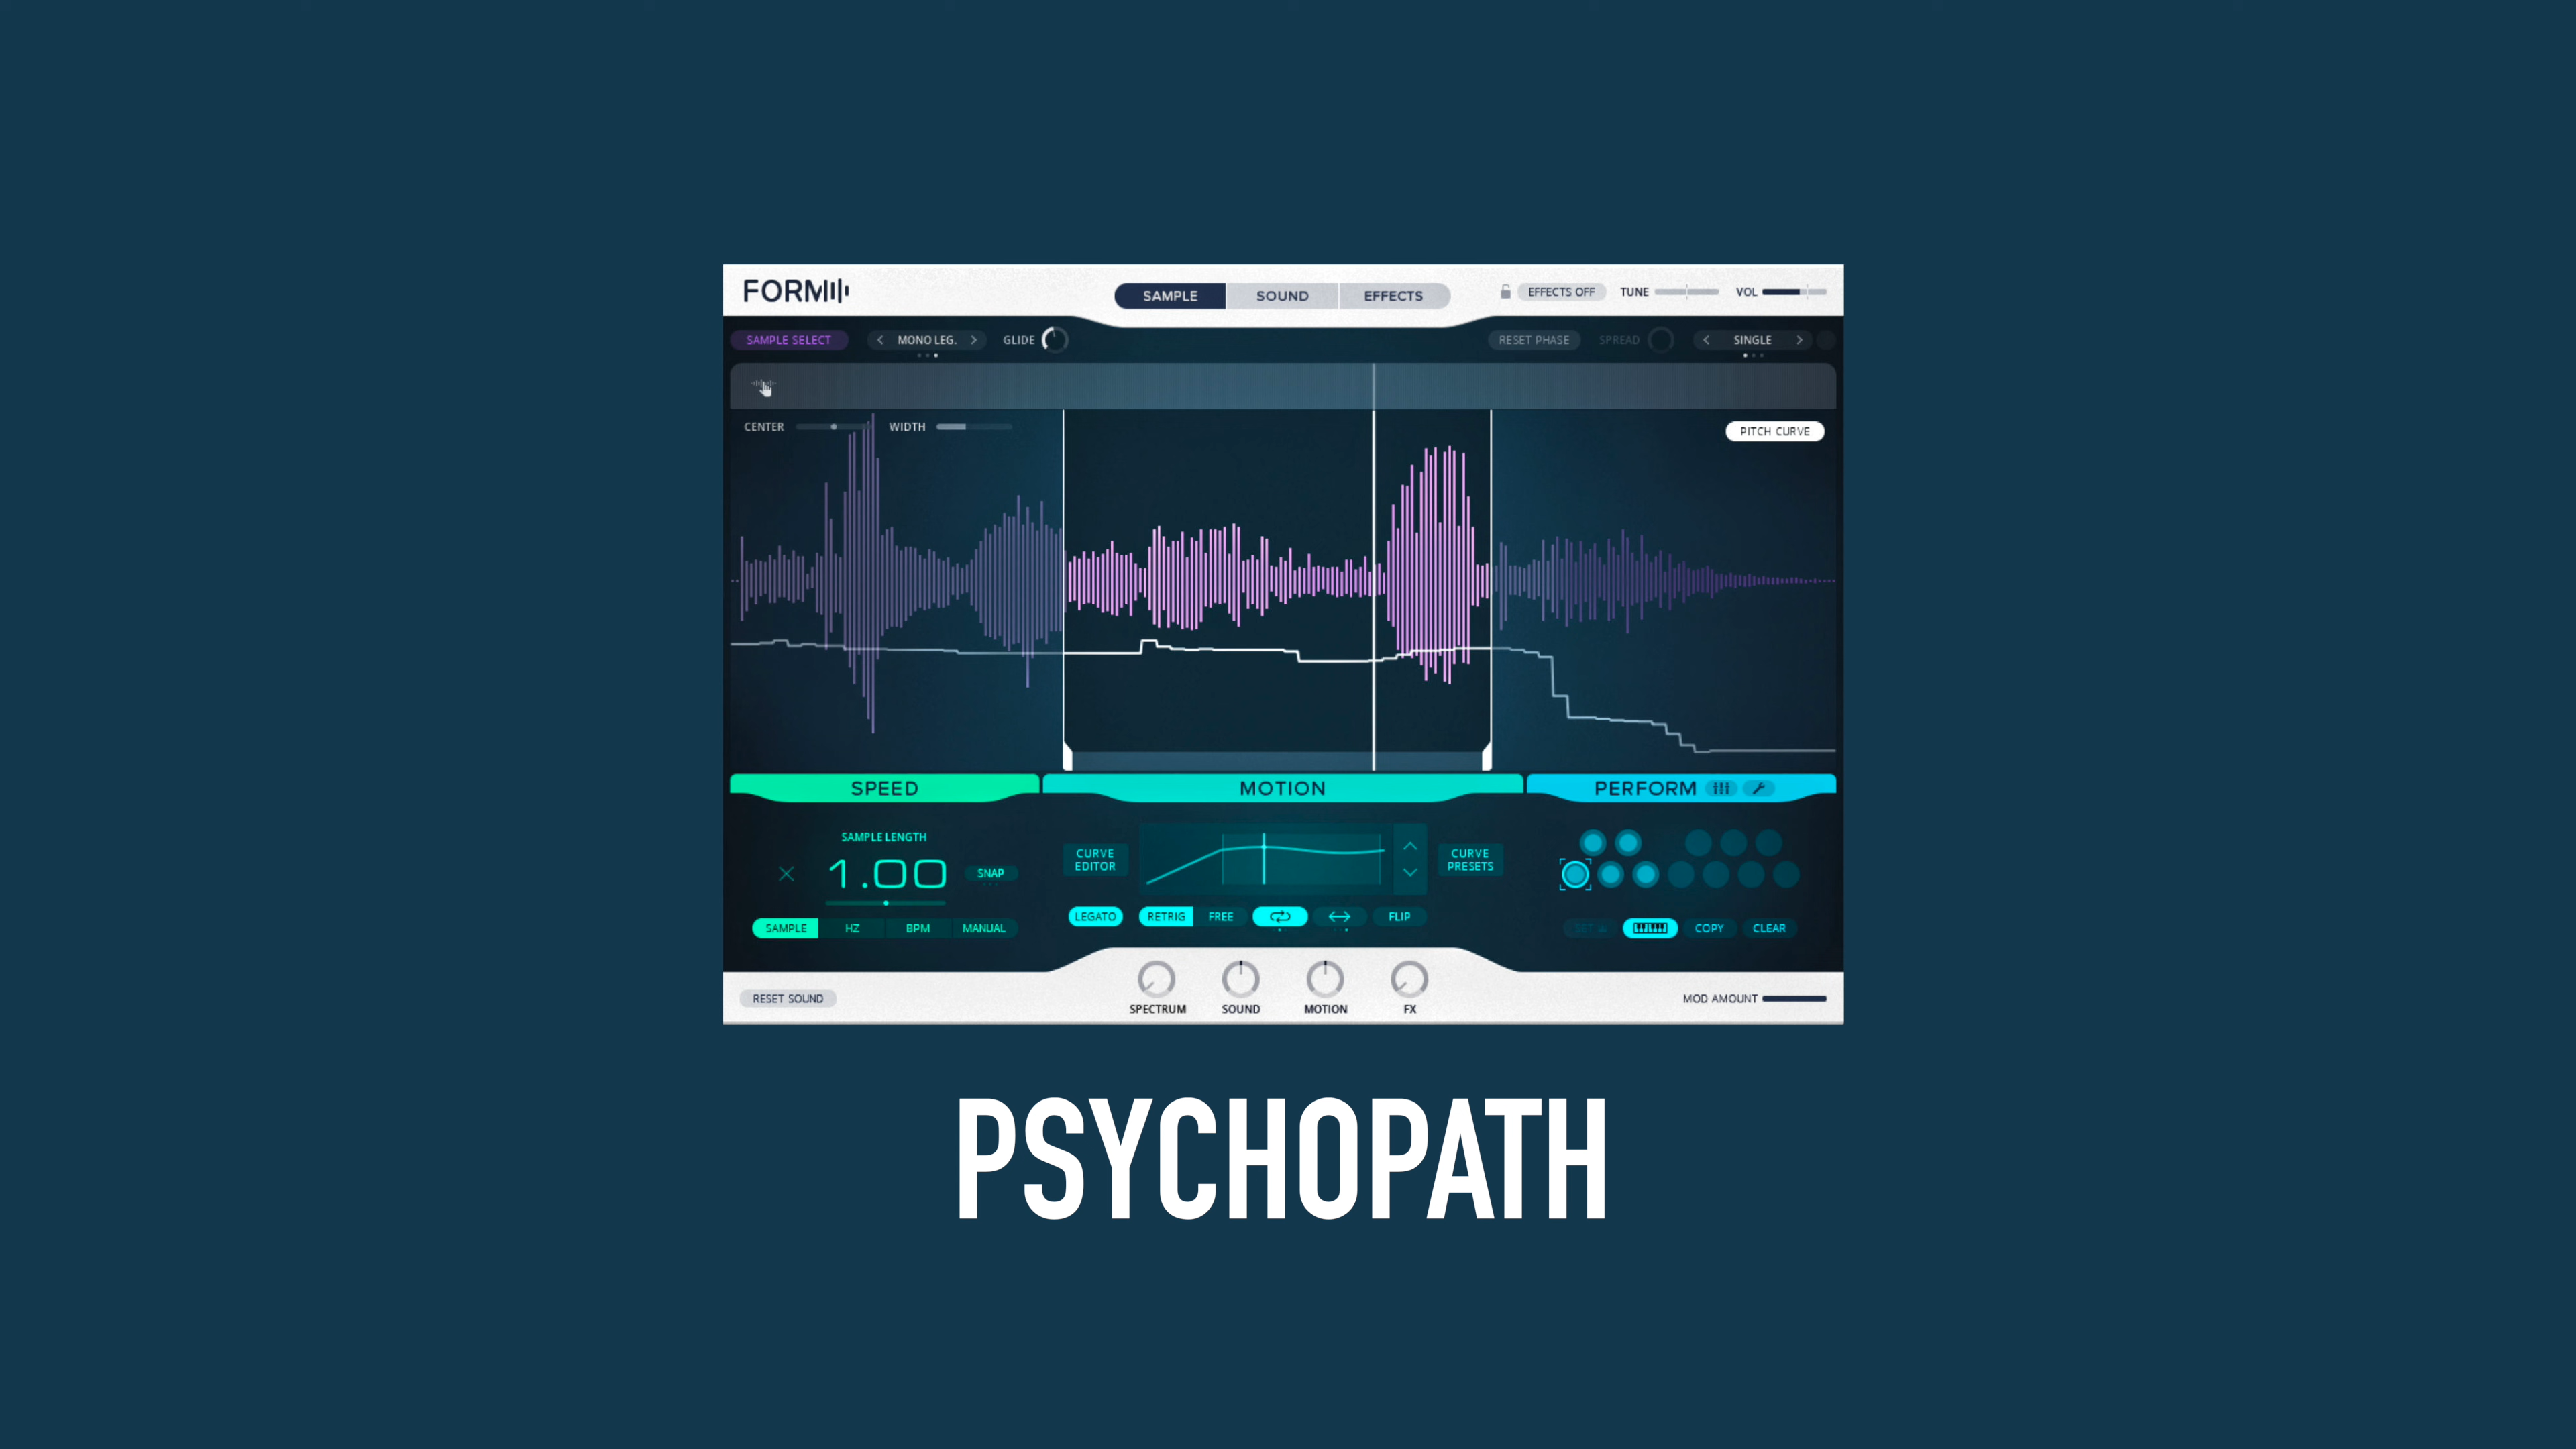 FORM
SAMPLE SOUND EFFECTS
EFFECTS OFF TUNE VOL
SAMPLE SELECT MONO LEG. GLIDE RESET PHASE SPREAD SINGLE
CENTER WIDTH PITCH CURVE
SPEED MOTION PERFORM
SAMPLE LENGTH
1.00 SNAP
SAMPLE HZ BPM MANUAL
CURVE EDITOR
CURVE PRESETS
LEGATO RETRIG FREE FLIP
SET COPY CLEAR
RESET SOUND SPECTRUM SOUND MOTION FX MOD AMOUNT
PSYCHOPATH